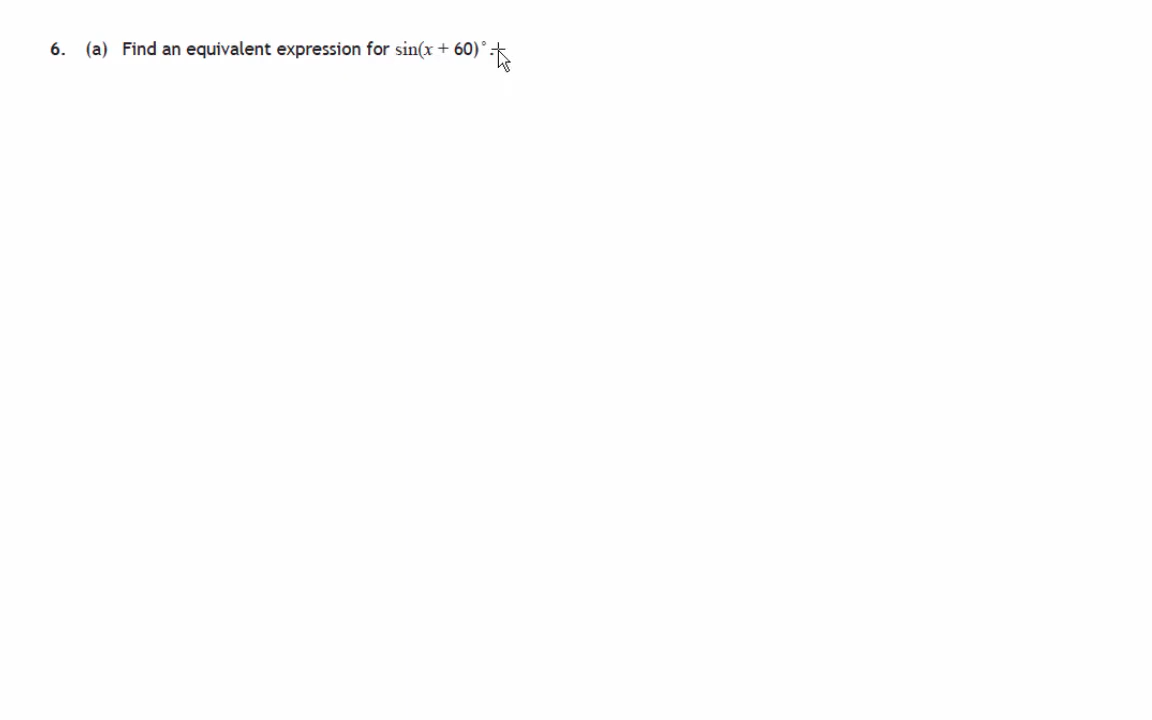 6. (a) Find an equivalent expression for sin(x + 60)°.